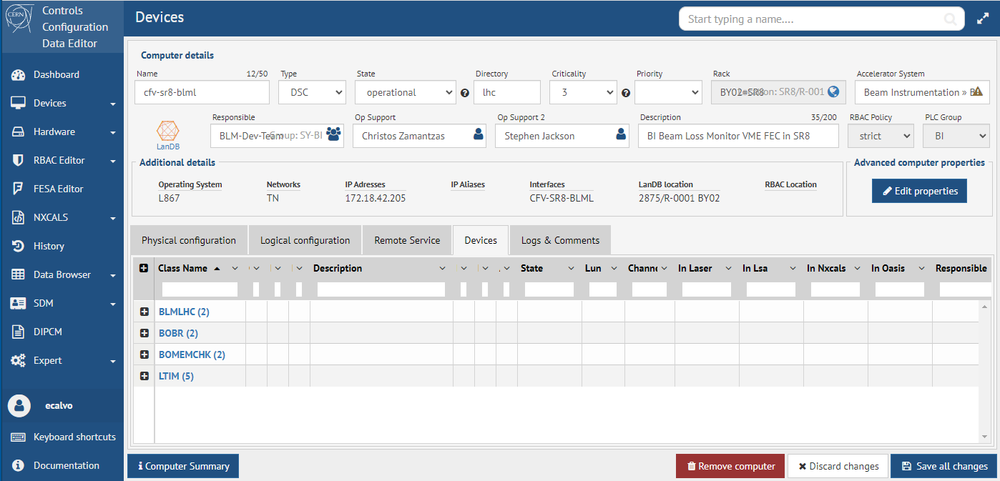 CERN
Controls
Configuration
Data Editor
Devices
Start typing a name....
Dashboard
Devices
Hardware
RBAC Editor
FESA Editor
NXCALS
History
Data Browser
SDM
DIPCM
Expert
ecalvo
Keyboard shortcuts
Documentation
Computer details
Name 12/50 Type State Directory Criticality Priority Rack Accelerator System
cfv-sr8-blml DSC operational lhc 3 BY02=SR8 Location: SR8/R-001 Beam Instrumentation »
LanDB
Responsible Op Support Op Support 2 Description 35/200 RBAC Policy PLC Group
BLM-Dev-Team Group: SY-BI Christos Zamantzas Stephen Jackson BI Beam Loss Monitor VME FEC in SR8 strict BI
Additional details Advanced computer properties
Operating System Networks IP Adresses IP Aliases Interfaces LanDB location RBAC Location
L867 TN 172.18.42.205 CFV-SR8-BLML 2875/R-0001 BY02
Edit properties
Physical configuration Logical configuration Remote Service Devices Logs & Comments
Class Name Description State Lun Channe In Laser In Lsa In Nxcals In Oasis Responsible
BLMLHC (2)
BOBR (2)
BOMEMCHK (2)
LTIM (5)
Computer Summary Remove computer Discard changes Save all changes